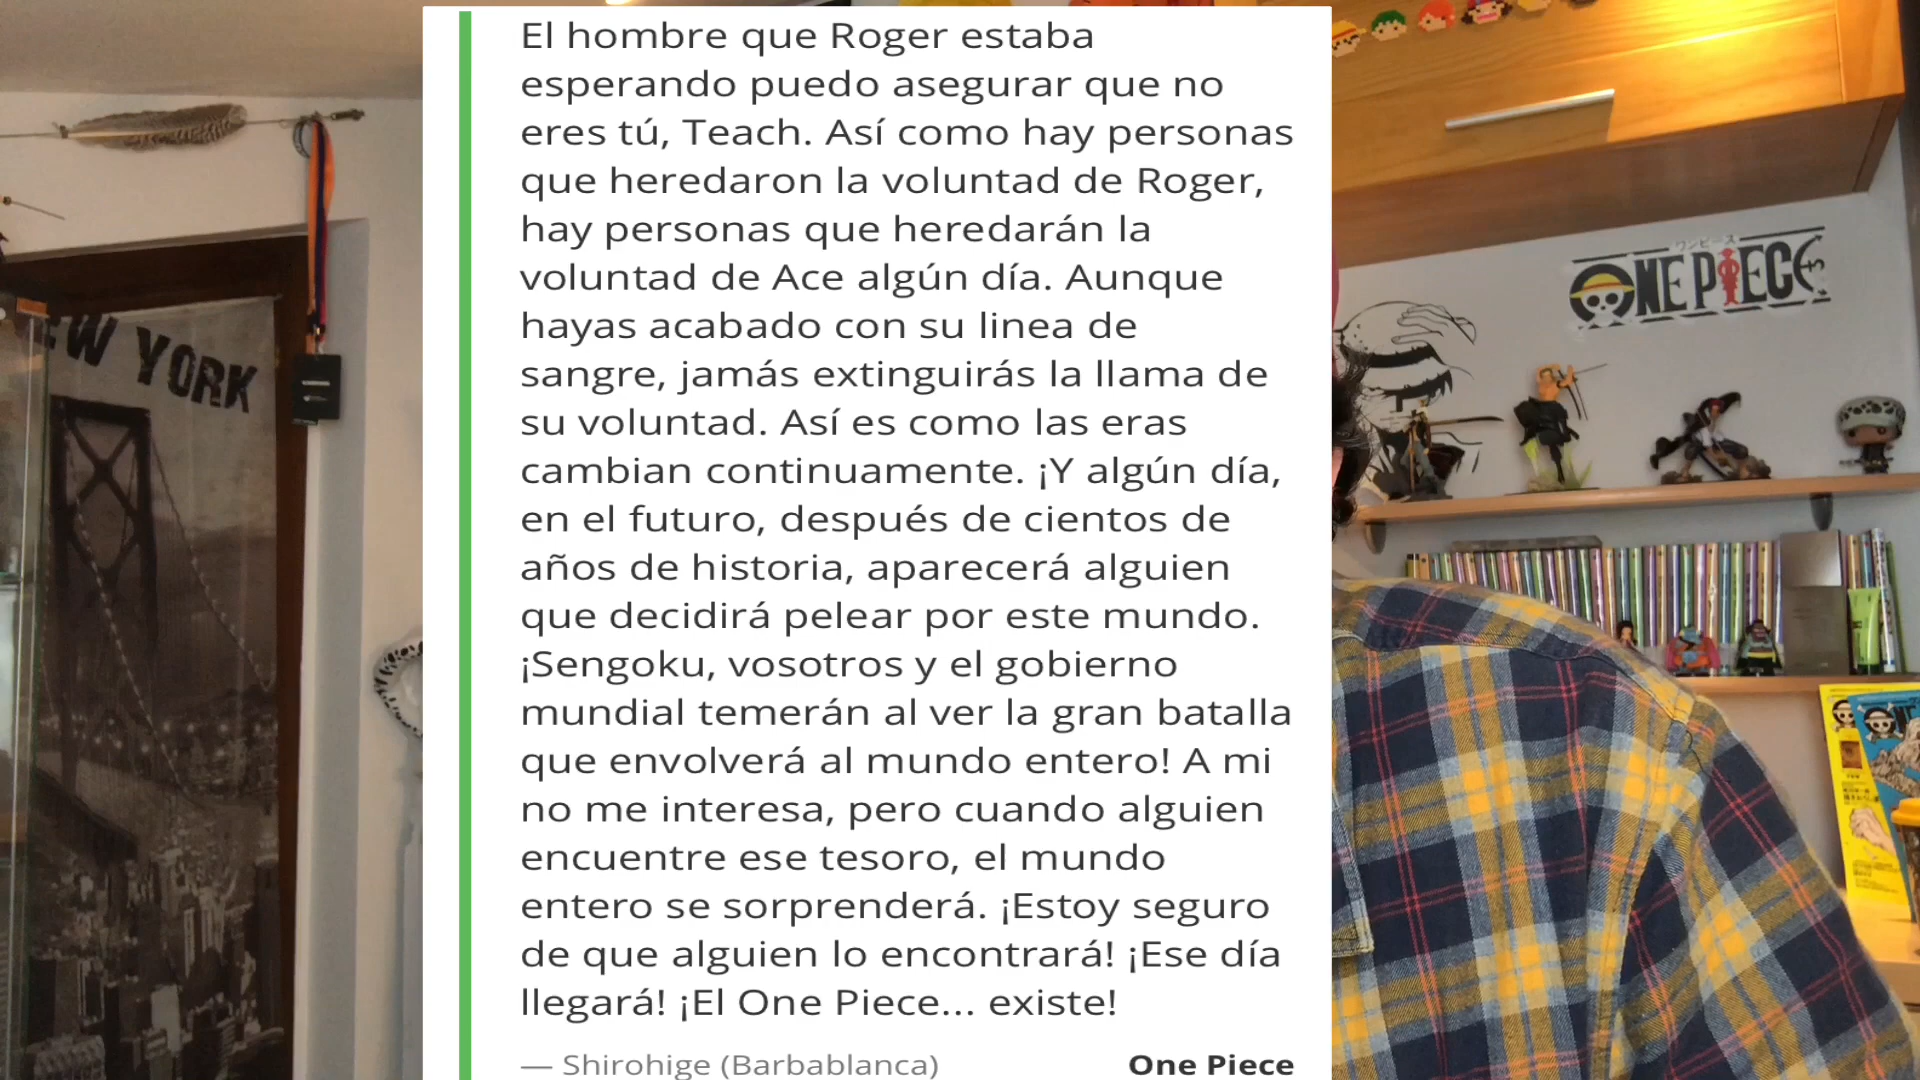 El hombre que Roger estaba
esperando puedo asegurar que no
eres tú, Teach. Así como hay personas
que heredaron la voluntad de Roger,
hay personas que heredarán la
voluntad de Ace algún día. Aunque
hayas acabado con su linea de
sangre, jamás extinguirás la llama de
su voluntad. Así es como las eras
cambian continuamente. ¡Y algún día,
en el futuro, después de cientos de
años de historia, aparecerá alguien
que decidirá pelear por este mundo.
¡Sengoku, vosotros y el gobierno
mundial temerán al ver la gran batalla
que envolverá al mundo entero! A mi
no me interesa, pero cuando alguien
encuentre ese tesoro, el mundo
entero se sorprenderá. ¡Estoy seguro
de que alguien lo encontrará! ¡Ese día
llegará! ¡El One Piece... existe!
— Shirohige (Barbablanca) One Piece
EW YORK
ワンピース
ONE PIECE